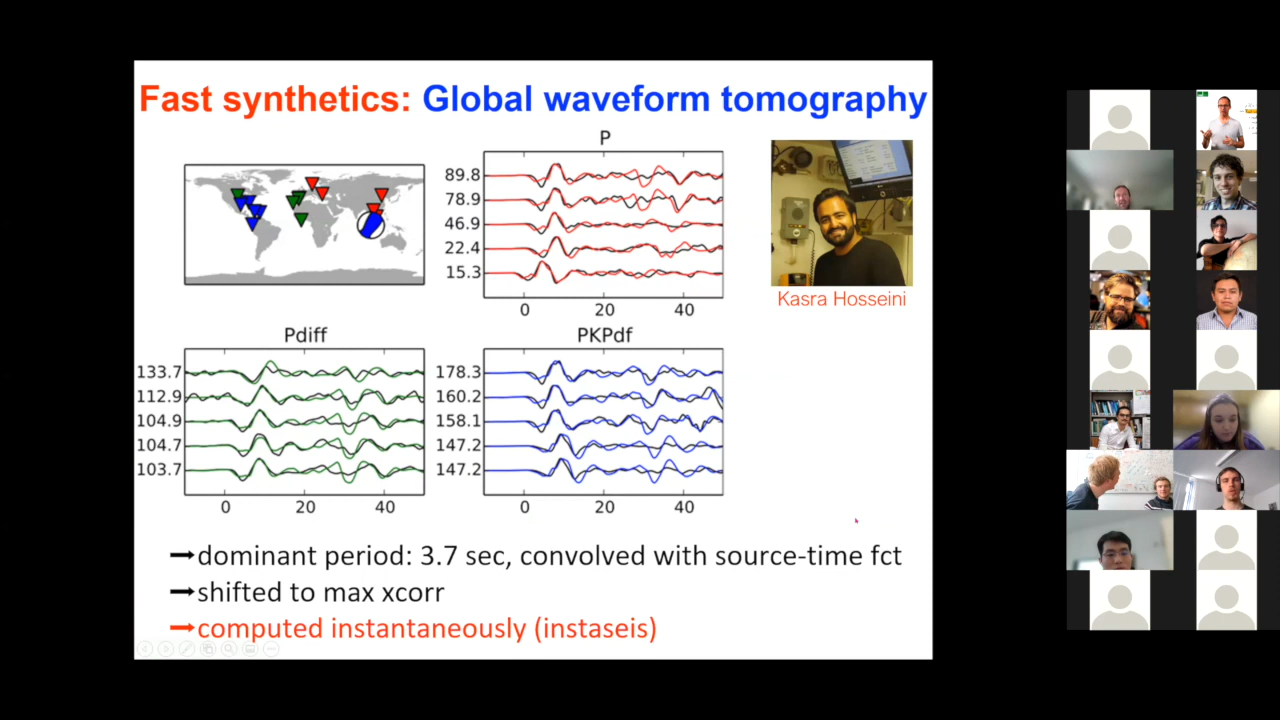 Fast synthetics: Global waveform tomography
P
89.8
78.9
46.9
22.4
15.3
0 20 40
Kasra Hosseini
Pdiff
133.7
112.9
104.9
104.7
103.7
0 20 40
PKPdf
178.3
160.2
158.1
147.2
147.2
0 20 40
→dominant period: 3.7 sec, convolved with source-time fct
→shifted to max xcorr
→computed instantaneously (instaseis)